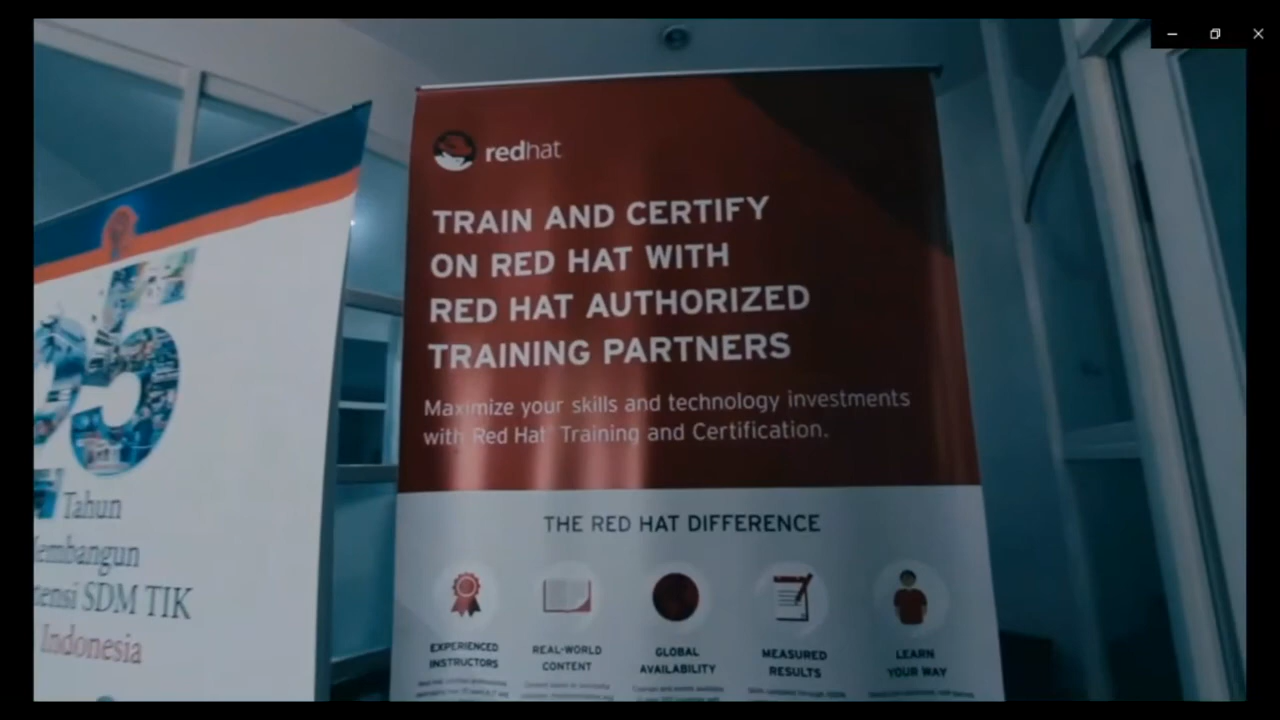 25
Tahun
Membangun
tensi SDM TIK
Indonesia
redhat
TRAIN AND CERTIFY
ON RED HAT WITH
RED HAT AUTHORIZED
TRAINING PARTNERS
Maximize your skills and technology investments
with Red Hat® Training and Certification.
THE RED HAT DIFFERENCE
EXPERIENCED
INSTRUCTORS
REAL-WORLD
CONTENT
GLOBAL
AVAILABILITY
MEASURED
RESULTS
LEARN
YOUR WAY